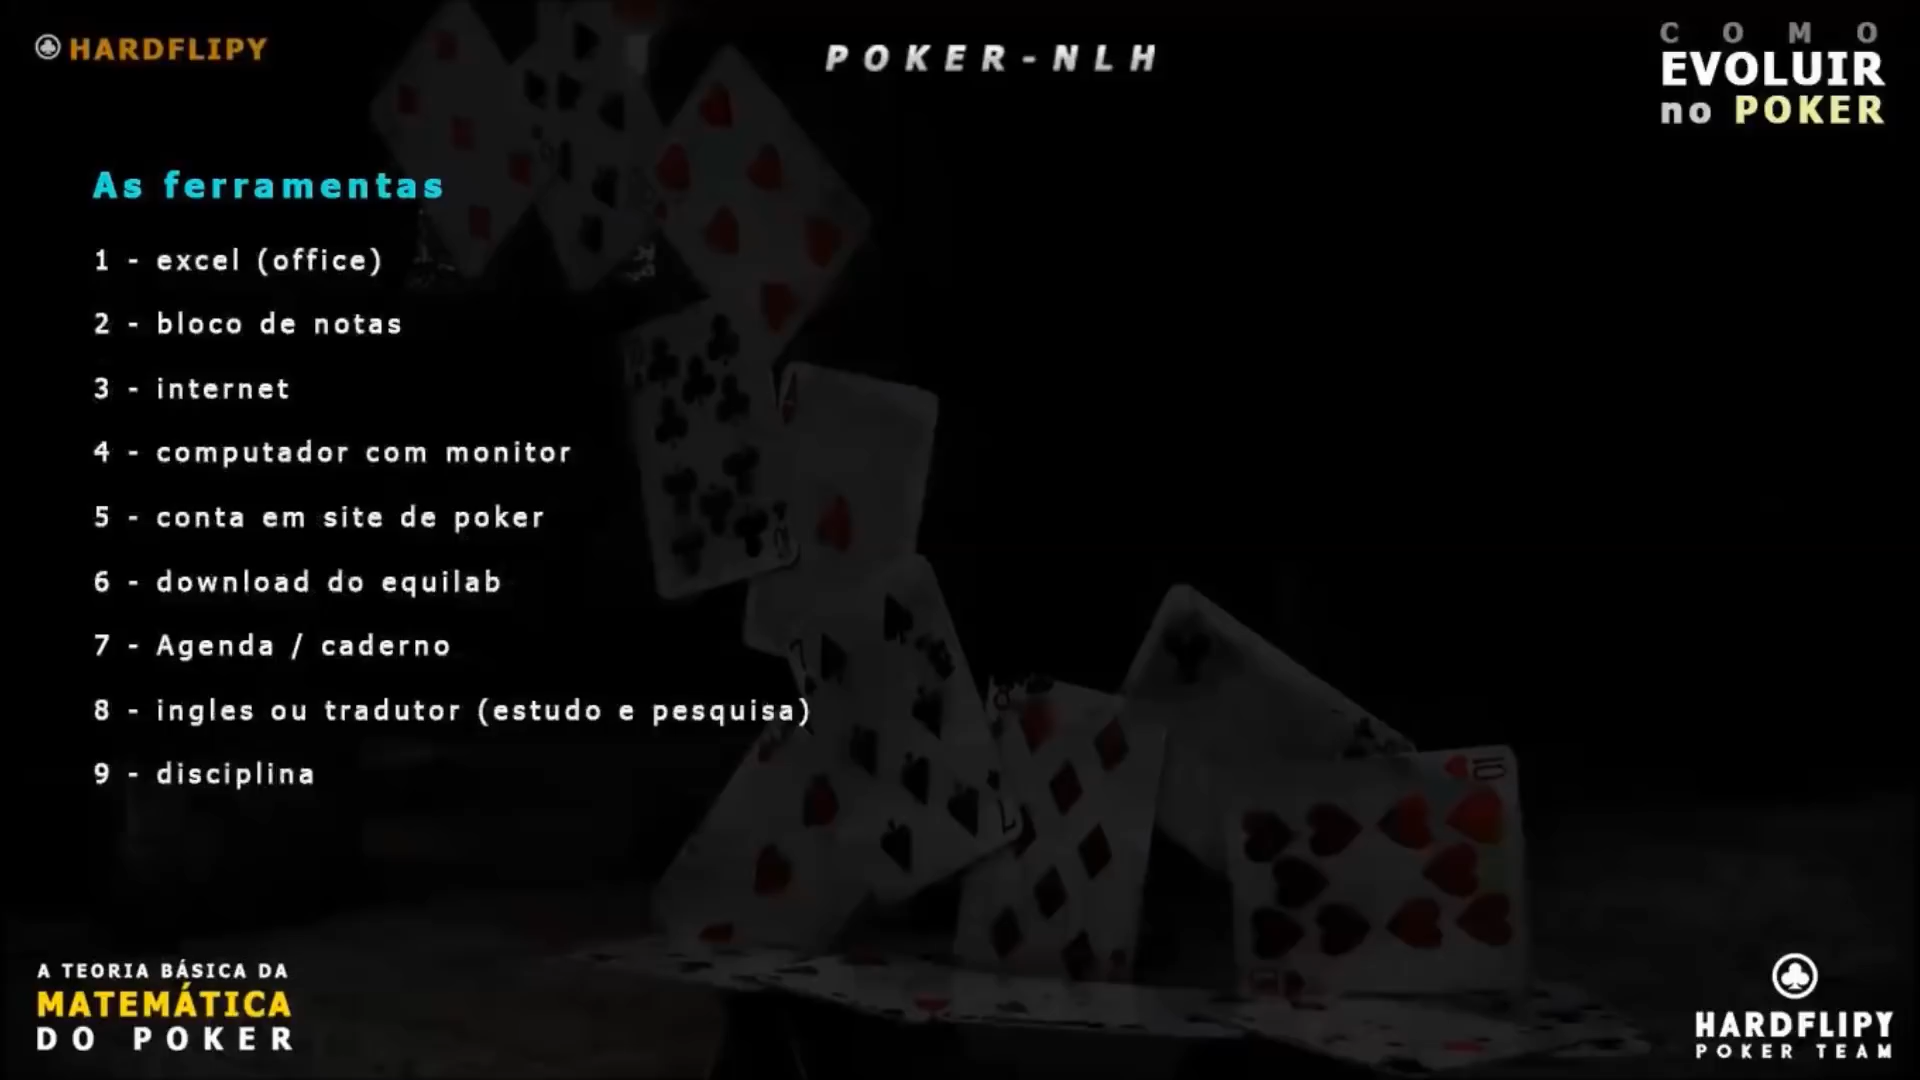 HARDFLIPY
POKER-NLH
COMO
EVOLUIR
no POKER
As ferramentas
1 - excel (office)
2 - bloco de notas
3 - internet
4 - computador com monitor
5 - conta em site de poker
6 - download do equilab
7 - Agenda / caderno
8 - ingles ou tradutor (estudo e pesquisa)
9 - disciplina
A TEORIA BÁSICA DA
MATEMÁTICA
DO POKER
HARDFLIPY
POKER TEAM